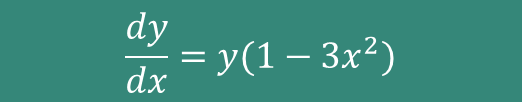 dy/dx = y(1 − 3x²)